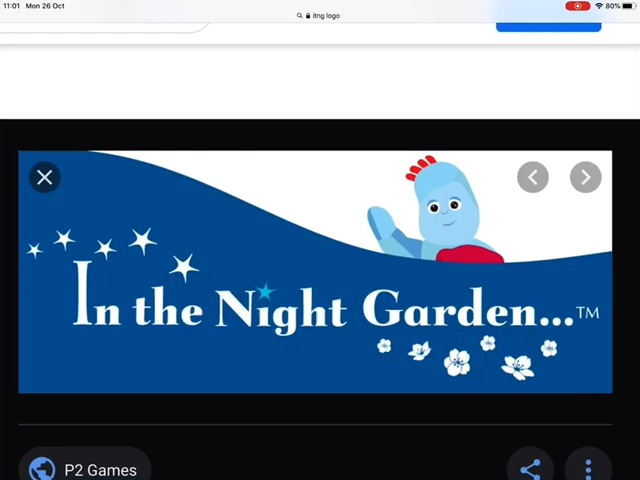 11:01 Mon 26 Oct 80%
itng logo
In the Night Garden...™
P2 Games